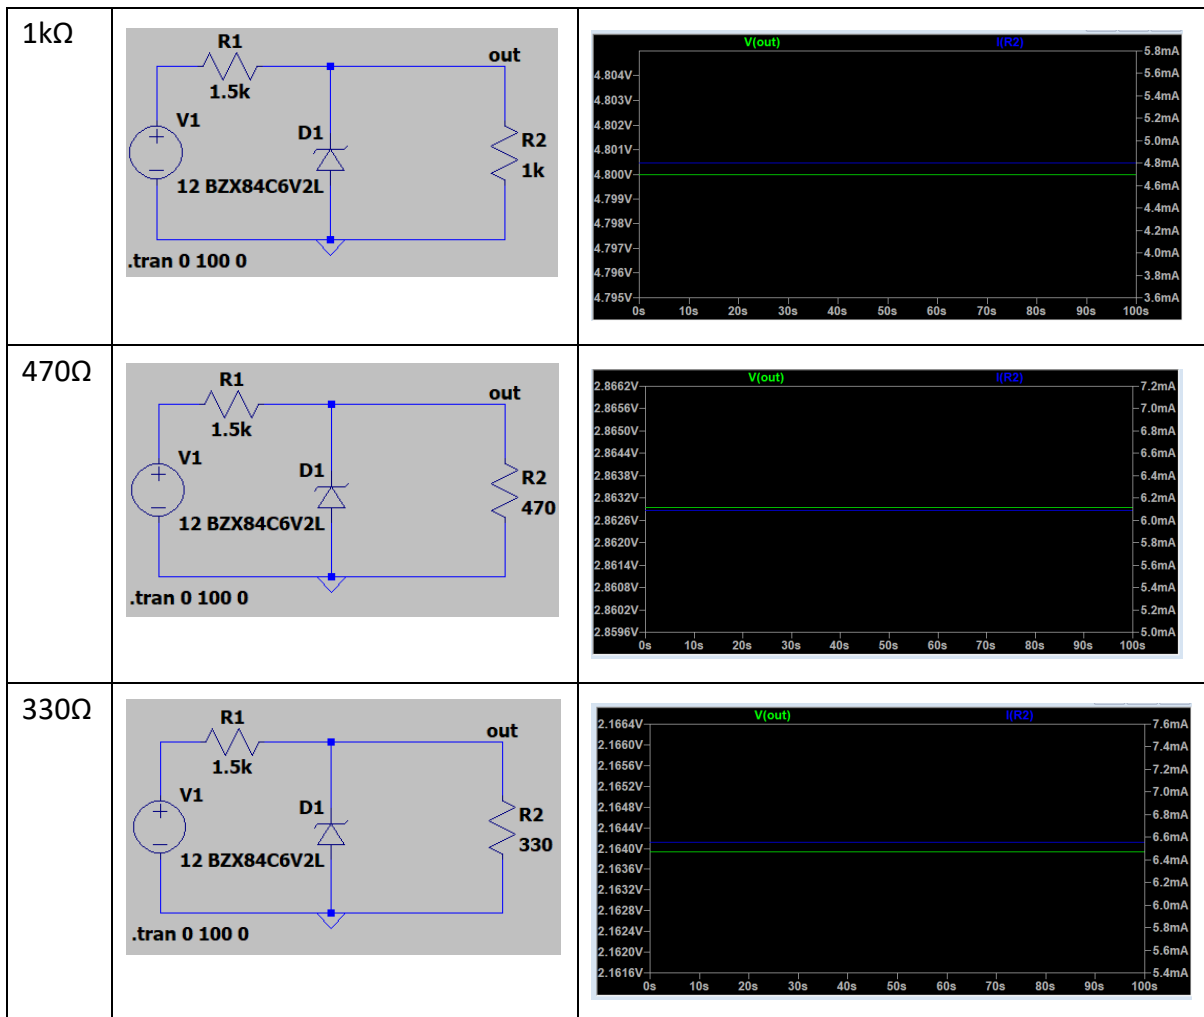 1kΩ
R1
1.5k
out
V1
D1
R2
1k
12 BZX84C6V2L
.tran 0 100 0
V(out) I(R2)
4.804V
4.803V
4.802V
4.801V
4.800V
4.799V
4.798V
4.797V
4.796V
4.795V
5.8mA
5.6mA
5.4mA
5.2mA
5.0mA
4.8mA
4.6mA
4.4mA
4.2mA
4.0mA
3.8mA
3.6mA
0s 10s 20s 30s 40s 50s 60s 70s 80s 90s 100s
470Ω
R1
1.5k
out
V1
D1
R2
470
12 BZX84C6V2L
.tran 0 100 0
V(out) I(R2)
2.8662V
2.8656V
2.8650V
2.8644V
2.8638V
2.8632V
2.8626V
2.8620V
2.8614V
2.8608V
2.8602V
2.8596V
7.2mA
7.0mA
6.8mA
6.6mA
6.4mA
6.2mA
6.0mA
5.8mA
5.6mA
5.4mA
5.2mA
5.0mA
0s 10s 20s 30s 40s 50s 60s 70s 80s 90s 100s
330Ω
R1
1.5k
out
V1
D1
R2
330
12 BZX84C6V2L
.tran 0 100 0
V(out) I(R2)
2.1664V
2.1660V
2.1656V
2.1652V
2.1648V
2.1644V
2.1640V
2.1636V
2.1632V
2.1628V
2.1624V
2.1620V
2.1616V
7.6mA
7.4mA
7.2mA
7.0mA
6.8mA
6.6mA
6.4mA
6.2mA
6.0mA
5.8mA
5.6mA
5.4mA
0s 10s 20s 30s 40s 50s 60s 70s 80s 90s 100s